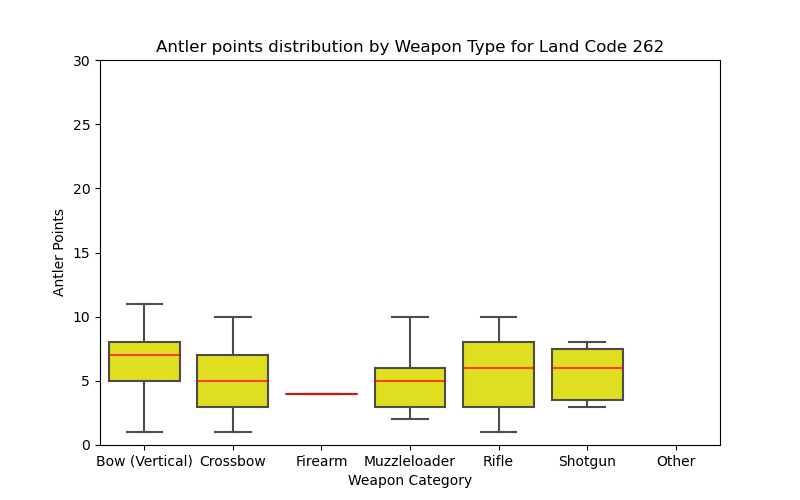 Antler points distribution by Weapon Type for Land Code 262
30
25
20
15
10
5
0
Antler Points
Bow (Vertical) Crossbow Firearm Muzzleloader Rifle Shotgun Other
Weapon Category